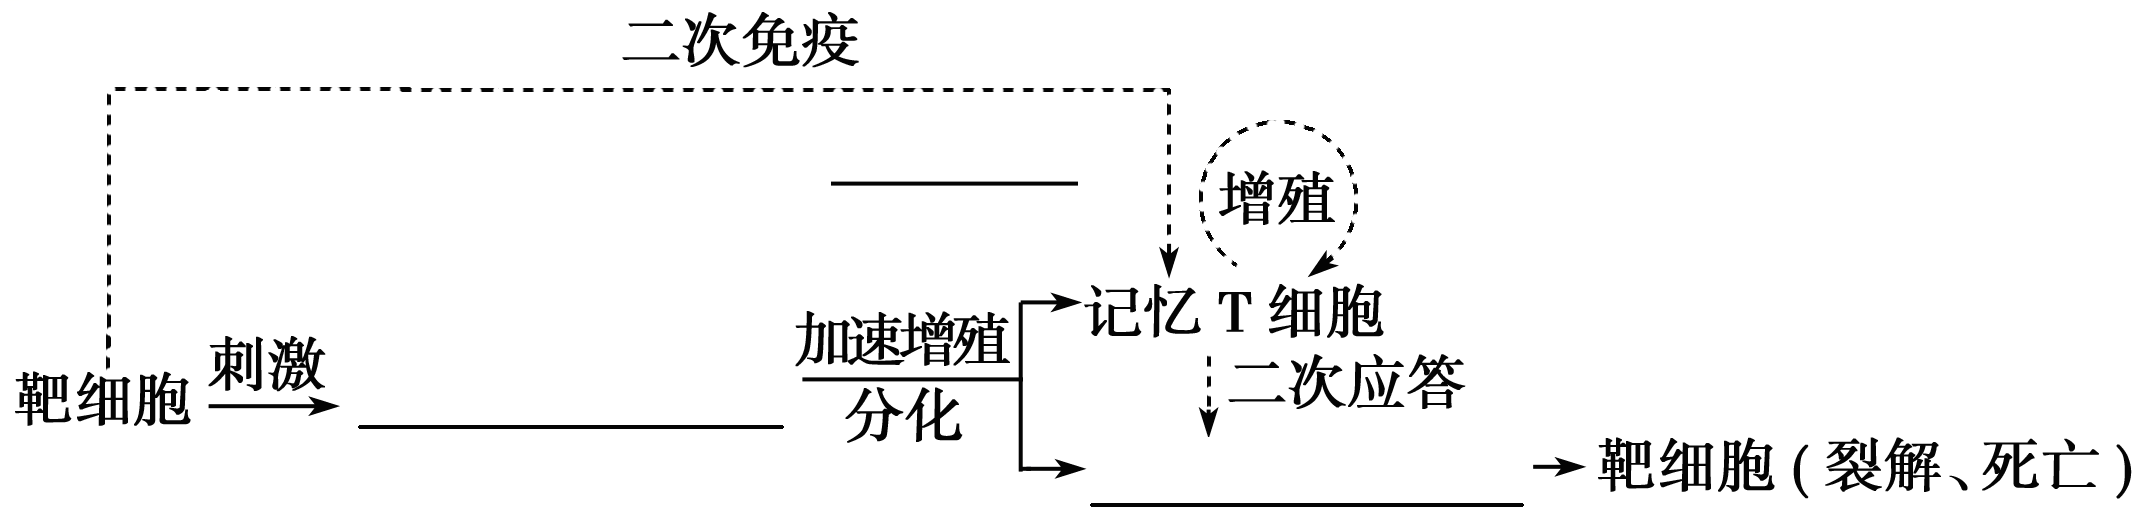 二次免疫
增殖
记忆 T 细胞
加速增殖
刺激
靶细胞
分化
二次应答
靶细胞(裂解、死亡)